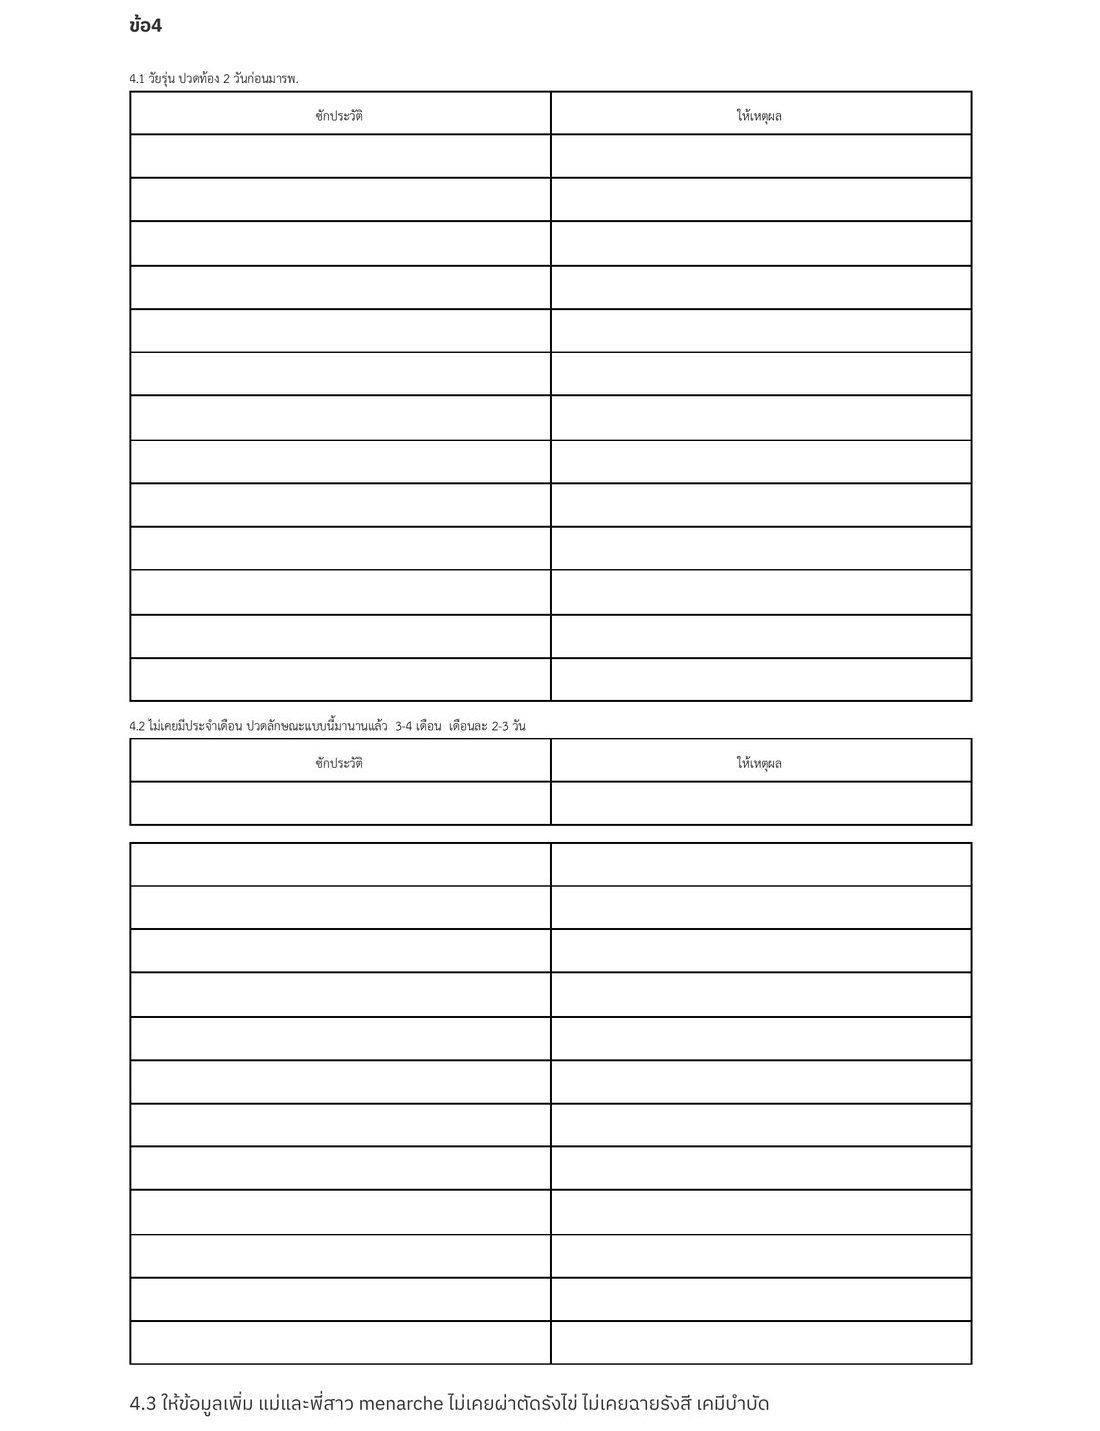 ข้อ4
4.1 วัยรุ่น ปวดท้อง 2 วันก่อนมารพ.
ซักประวัติ ให้เหตุผล
4.2 ไม่เคยมีประจำเดือน ปวดลักษณะแบบนี้มานานแล้ว 3-4 เดือน เดือนละ 2-3 วัน
ซักประวัติ ให้เหตุผล
4.3 ให้ข้อมูลเพิ่ม แม่และพี่สาว menarche ไม่เคยผ่าตัดรังไข่ ไม่เคยฉายรังสี เคมีบำบัด